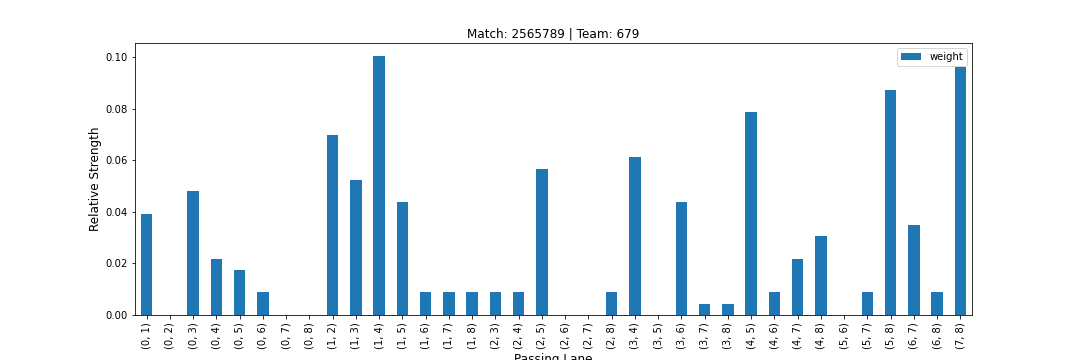 Match: 2565789 | Team: 679
weight
Relative Strength
0.10
0.08
0.06
0.04
0.02
0.00
(0, 1) (0, 2) (0, 3) (0, 4) (0, 5) (0, 6) (0, 7) (0, 8) (1, 2) (1, 3) (1, 4) (1, 5) (1, 6) (1, 7) (1, 8) (2, 3) (2, 4) (2, 5) (2, 6) (2, 7) (2, 8) (3, 4) (3, 5) (3, 6) (3, 7) (3, 8) (4, 5) (4, 6) (4, 7) (4, 8) (5, 6) (5, 7) (5, 8) (6, 7) (6, 8) (7, 8)
Passing Lane